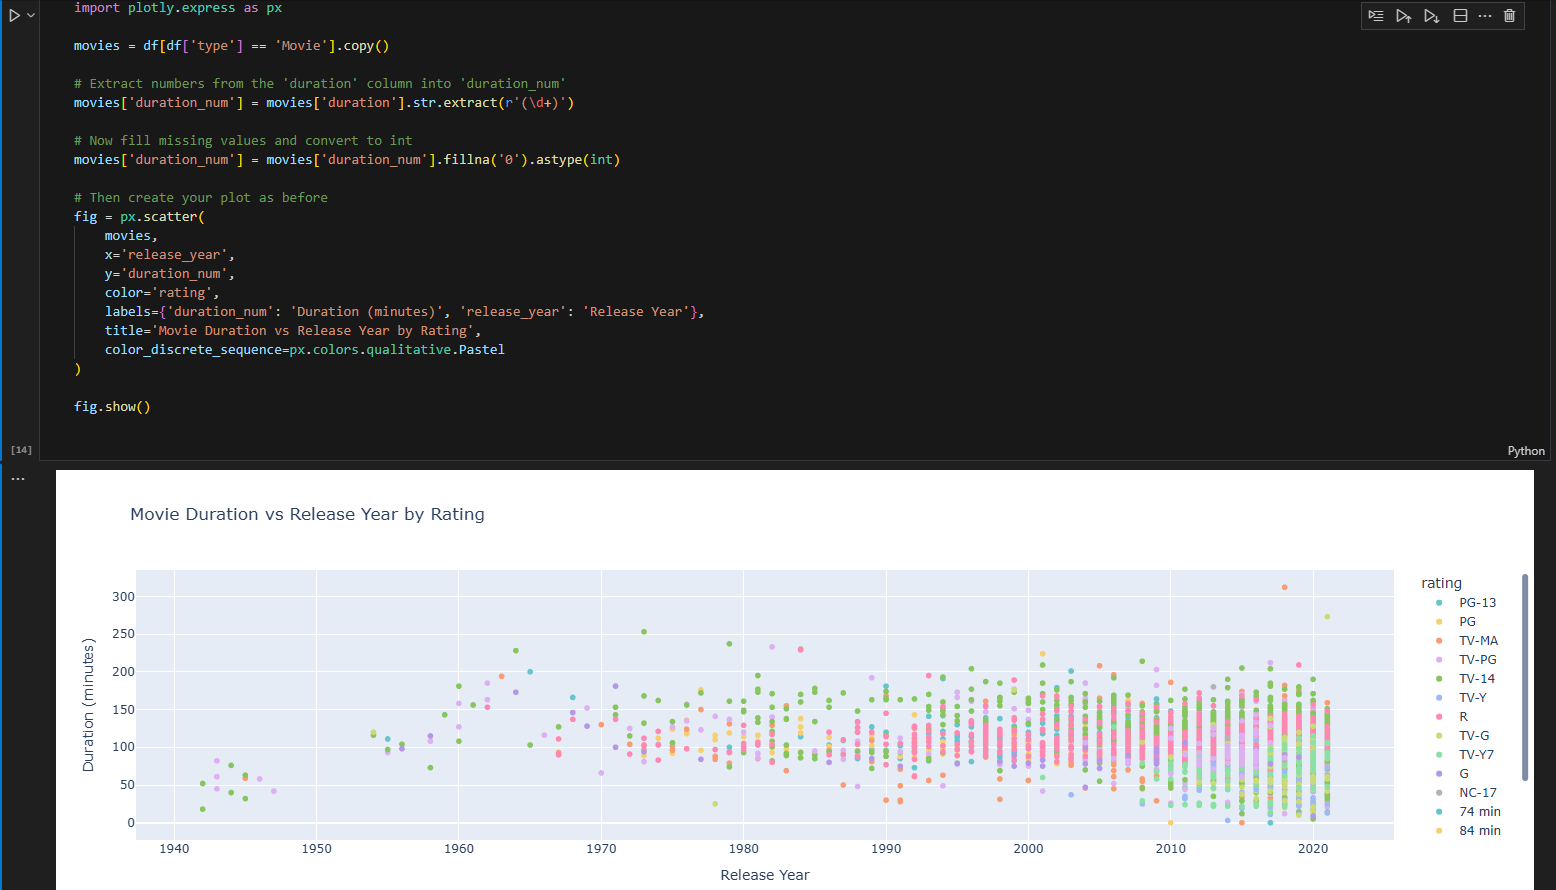 import plotly.express as px
movies = df[df['type'] == 'Movie'].copy()
# Extract numbers from the 'duration' column into 'duration_num'
movies['duration_num'] = movies['duration'].str.extract(r'(\d+)')
# Now fill missing values and convert to int
movies['duration_num'] = movies['duration_num'].fillna('0').astype(int)
# Then create your plot as before
fig = px.scatter(
    movies,
    x='release_year',
    y='duration_num',
    color='rating',
    labels={'duration_num': 'Duration (minutes)', 'release_year': 'Release Year'},
    title='Movie Duration vs Release Year by Rating',
    color_discrete_sequence=px.colors.qualitative.Pastel
)
fig.show()
[14]
Python
Movie Duration vs Release Year by Rating
Duration (minutes)
300
250
200
150
100
50
0
1940 1950 1960 1970 1980 1990 2000 2010 2020
Release Year
rating
PG-13
PG
TV-MA
TV-PG
TV-14
TV-Y
R
TV-G
TV-Y7
G
NC-17
74 min
84 min